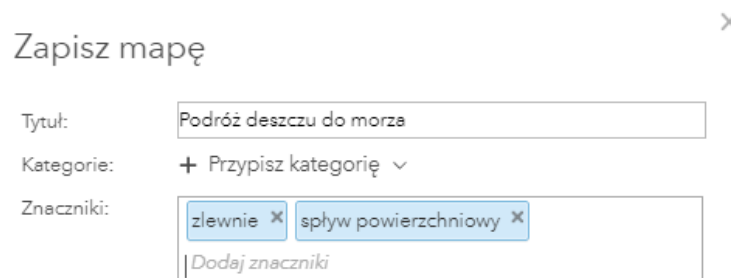 Zapisz mapę
Tytuł: Podróż deszczu do morza
Kategorie: + Przypisz kategorię
Znaczniki: zlewnie × spływ powierzchniowy ×
Dodaj znaczniki